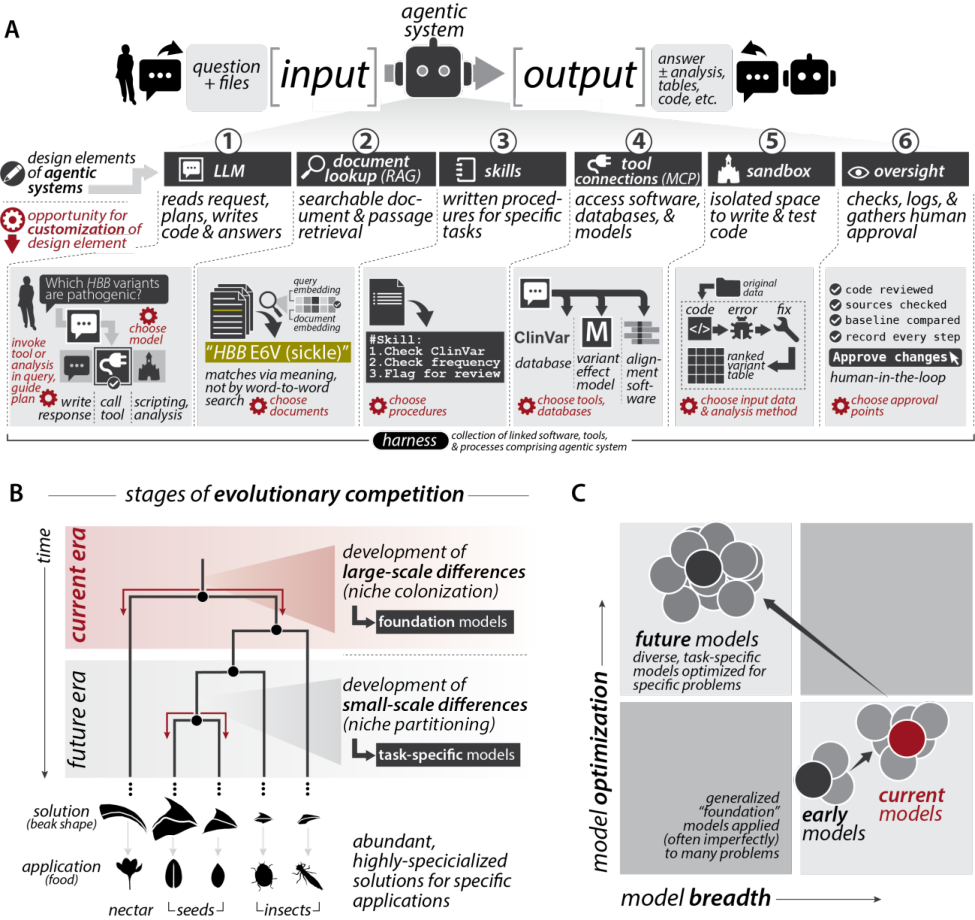 A
agentic
system
question
+ files
[input]
[output]
answer
± analysis,
tables,
code, etc.
design elements
of agentic
systems
1
LLM
2
document
lookup (RAG)
3
skills
4
tool
connections (MCP)
5
sandbox
6
oversight
opportunity for
customization of
design element
reads request,
plans, writes
code & answers
searchable doc-
ument & passage
retrieval
written proced-
ures for specific
tasks
access software,
databases, &
models
isolated space
to write & test
code
checks, logs, &
gathers human
approval
Which HBB variants
are pathogenic?
choose
model
invoke
tool or
analysis
in query,
guide
plan
write
response
call
tool
scripting,
analysis
query
embedding
document
embedding
"HBB E6V (sickle)"
matches via meaning,
not by word-to-word
search
choose
documents
#Skill:
1.Check ClinVar
2.Check frequency
3.Flag for review
choose
procedures
ClinVar
database
M
variant
effect
model
align-
ment
soft-
ware
choose tools,
databases
original
data
code
error
fix
</>
ranked
variant
table
choose input data
& analysis method
code reviewed
sources checked
baseline compared
record every step
Approve changes
human-in-the-loop
choose approval
points
harness
collection of linked software, tools,
& processes comprising agentic system
B
stages of evolutionary competition
time
current era
development of
large-scale differences
(niche colonization)
foundation models
future era
development of
small-scale differences
(niche partitioning)
task-specific models
solution
(beak shape)
application
(food)
nectar
seeds
insects
abundant,
highly-specicialized
solutions for specific
applications
C
model optimization
future models
diverse, task-specific
models optimized for
specific problems
generalized
"foundation"
models applied
(often imperfectly)
to many problems
early
models
current
models
model breadth